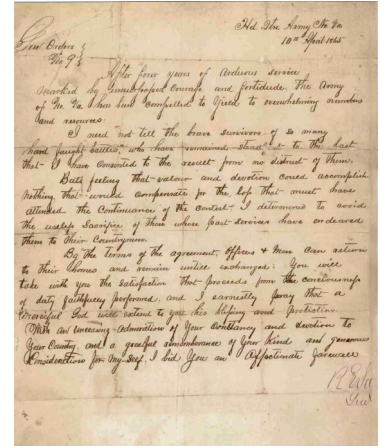 Hd. Qrs. Army No. Va
10th April 1865
Genl Orders
No. 9
After four years of arduous service
marked by unsurpassed courage and fortitude The Army
of No. Va has been compelled to yield to overwhelming numbers
and resources.
I need not tell the brave survivors of so many
hard fought battles, who have remained steadfast to the last
that I have consented to the result from no distrust of them.
But feeling that valour and devotion could accomplish
nothing that would compensate for the loss that must have
attended the continuance of the contest, I determined to avoid
the useless sacrifice of those whose past services have endeared
them to their Countrymen.
By the terms of the agreement, Officers & Men can return
to their homes and remain untill exchanged; You will
take with you the satisfaction that proceeds from the consciousness
of duty faithfully performed, and I earnestly pray that a
merciful God will extend to you his blessing and protection
With an unceasing admiration of Your Constancy and devotion to
Your Country, and a grateful remembrance of Your Kind and generous
Consideration for my Self, I bid You an Affectionate farewell
R E Lee
Genl